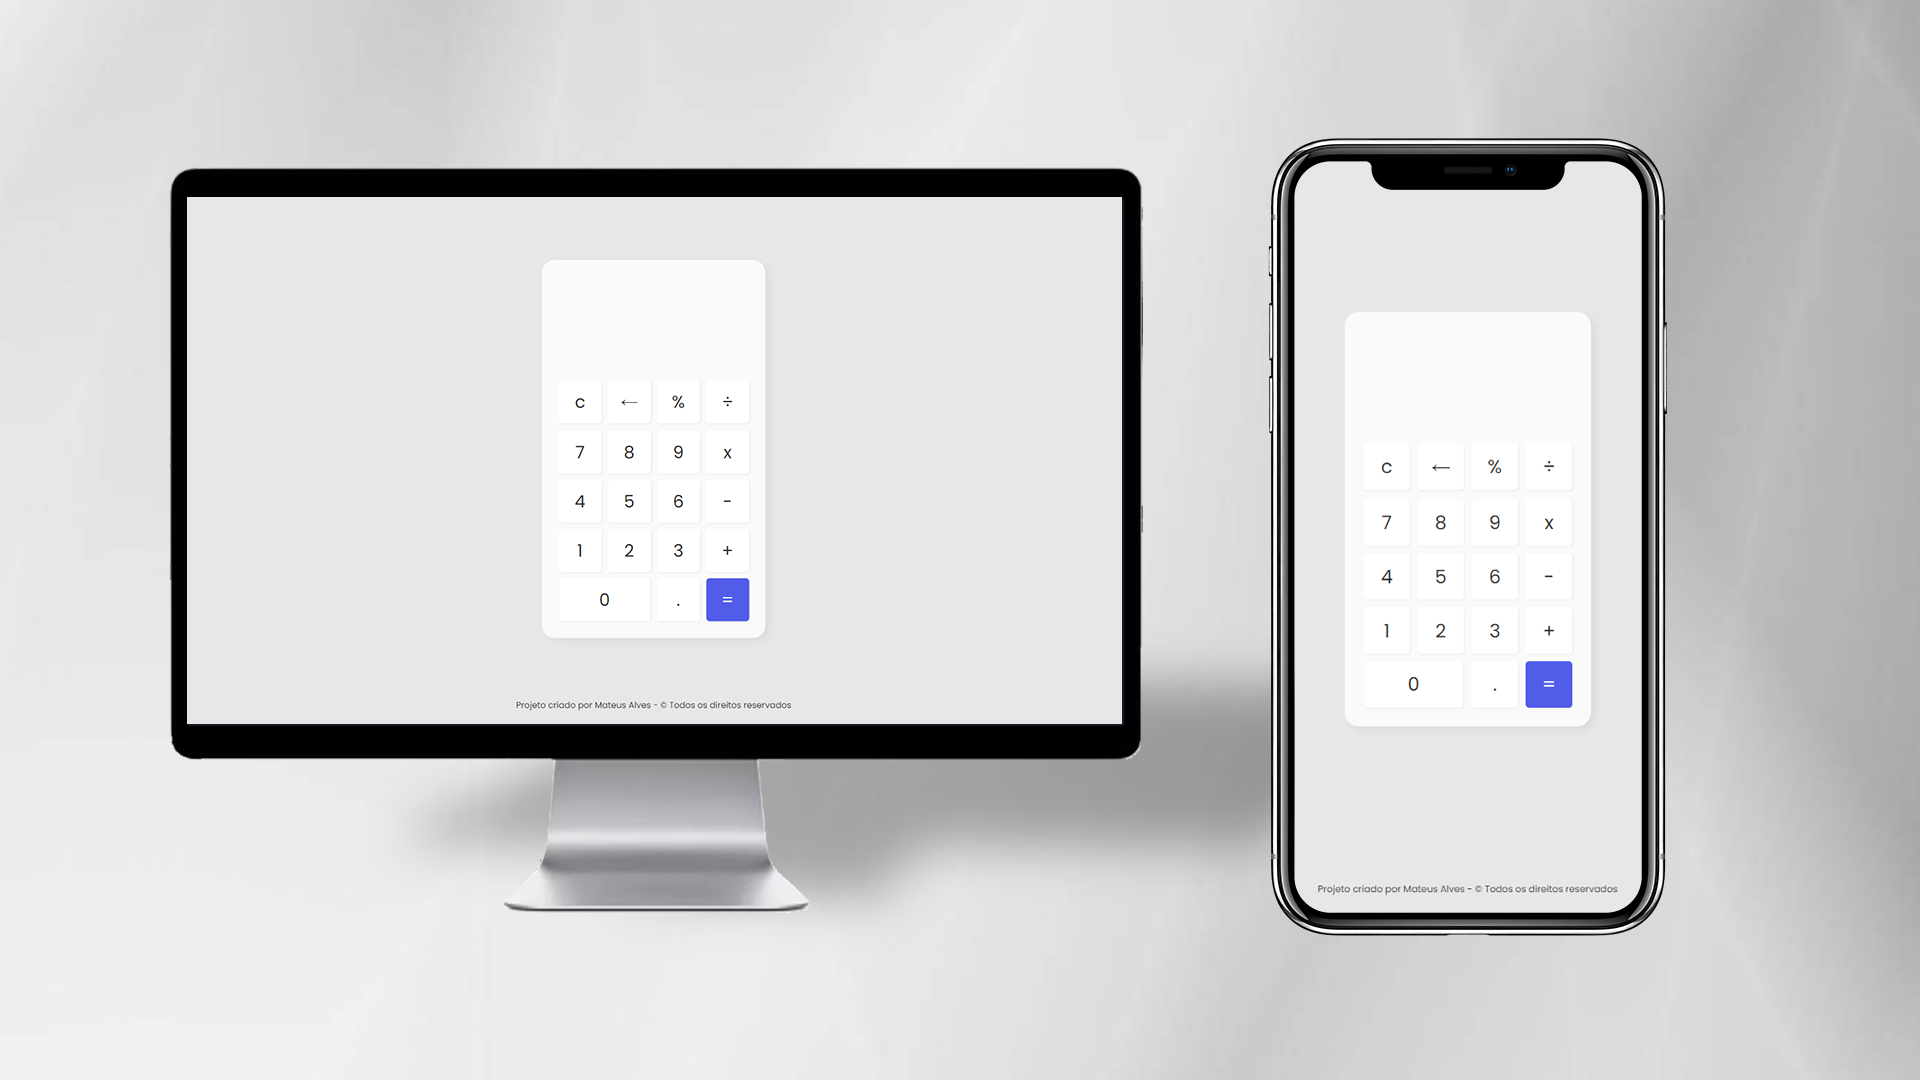 c ← % ÷
7 8 9 x
4 5 6 -
1 2 3 +
0 . =
Projeto criado por Mateus Alves - © Todos os direitos reservados
c ← % ÷
7 8 9 x
4 5 6 -
1 2 3 +
0 . =
Projeto criado por Mateus Alves - © Todos os direitos reservados